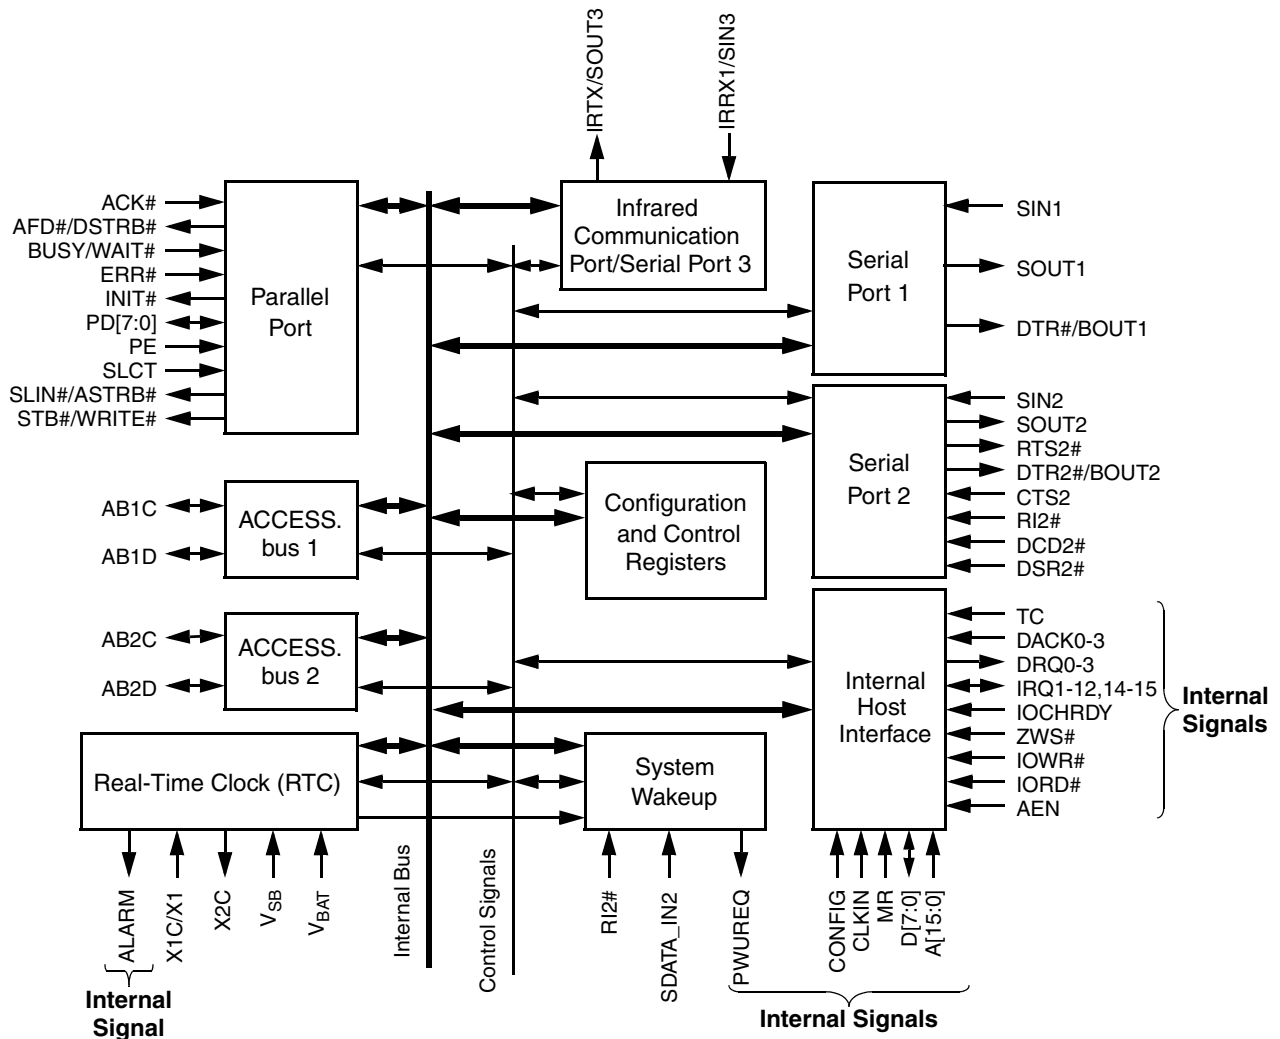 IRTX/SOUT3
IRRX1/SIN3
ACK#
AFD#/DSTRB#
BUSY/WAIT#
ERR#
INIT#
PD[7:0]
PE
SLCT
SLIN#/ASTRB#
STB#/WRITE#
Parallel
Port
Infrared
Communication
Port/Serial Port 3
Serial
Port 1
SIN1
SOUT1
DTR#/BOUT1
Serial
Port 2
SIN2
SOUT2
RTS2#
DTR2#/BOUT2
CTS2
RI2#
DCD2#
DSR2#
AB1C
AB1D
ACCESS.
bus 1
Configuration
and Control
Registers
AB2C
AB2D
ACCESS.
bus 2
Internal
Host
Interface
TC
DACK0-3
DRQ0-3
IRQ1-12,14-15
IOCHRDY
ZWS#
IOWR#
IORD#
AEN
Internal
Signals
Real-Time Clock (RTC)
System
Wakeup
ALARM
X1C/X1
X2C
VSB
VBAT
Internal Bus
Control Signals
RI2#
SDATA_IN2
PWUREQ
CONFIG
CLKIN
MR
D[7:0]
A[15:0]
Internal
Signal
Internal Signals